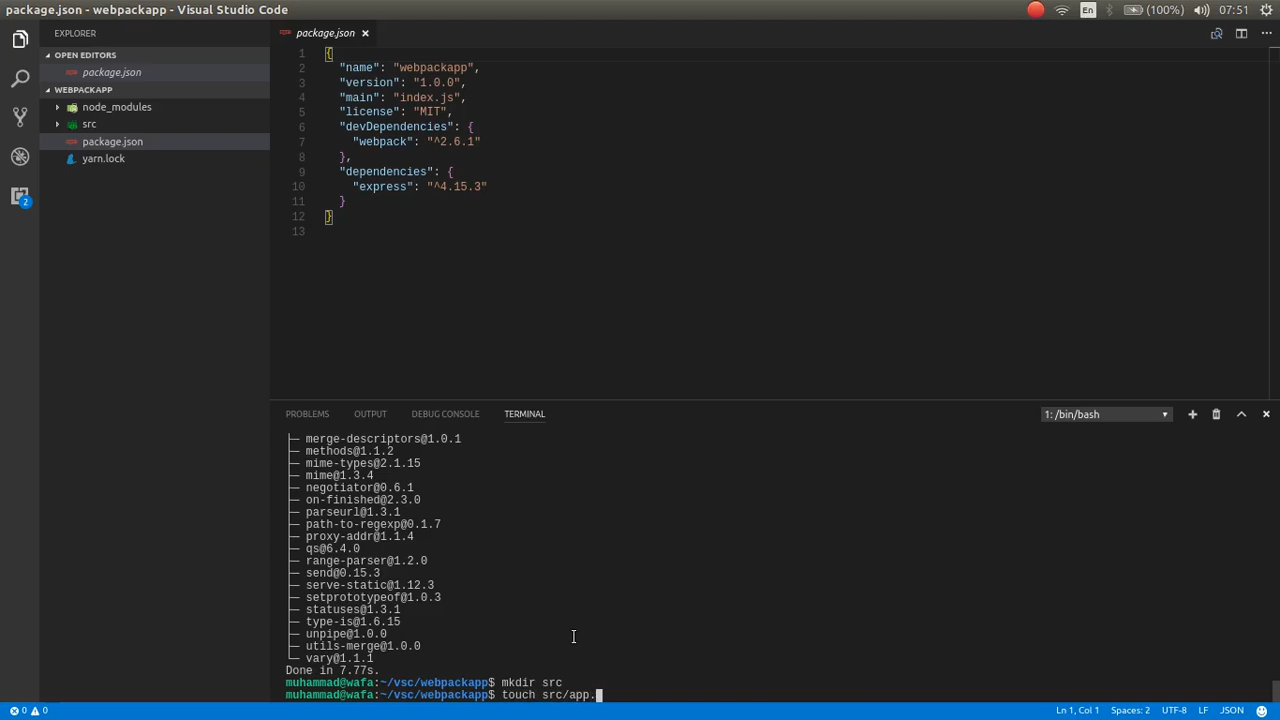 package.json - webpackapp - Visual Studio Code
En
(100%)
07:51
EXPLORER
OPEN EDITORS
package.json
WEBPACKAPP
node_modules
src
package.json
yarn.lock
2
package.json
1 {
2 "name": "webpackapp",
3 "version": "1.0.0",
4 "main": "index.js",
5 "license": "MIT",
6 "devDependencies": {
7 "webpack": "^2.6.1"
8 },
9 "dependencies": {
10 "express": "^4.15.3"
11 }
12 }
13
PROBLEMS OUTPUT DEBUG CONSOLE TERMINAL
1: /bin/bash
├─ merge-descriptors@1.0.1
├─ methods@1.1.2
├─ mime-types@2.1.15
├─ mime@1.3.4
├─ negotiator@0.6.1
├─ on-finished@2.3.0
├─ parseurl@1.3.1
├─ path-to-regexp@0.1.7
├─ proxy-addr@1.1.4
├─ qs@6.4.0
├─ range-parser@1.2.0
├─ send@0.15.3
├─ serve-static@1.12.3
├─ setprototypeof@1.0.3
├─ statuses@1.3.1
├─ type-is@1.6.15
├─ unpipe@1.0.0
├─ utils-merge@1.0.0
└─ vary@1.1.1
Done in 7.77s.
muhammad@wafa:~/vsc/webpackapp$ mkdir src
muhammad@wafa:~/vsc/webpackapp$ touch src/app.
0 0
Ln 1, Col 1 Spaces: 2 UTF-8 LF JSON